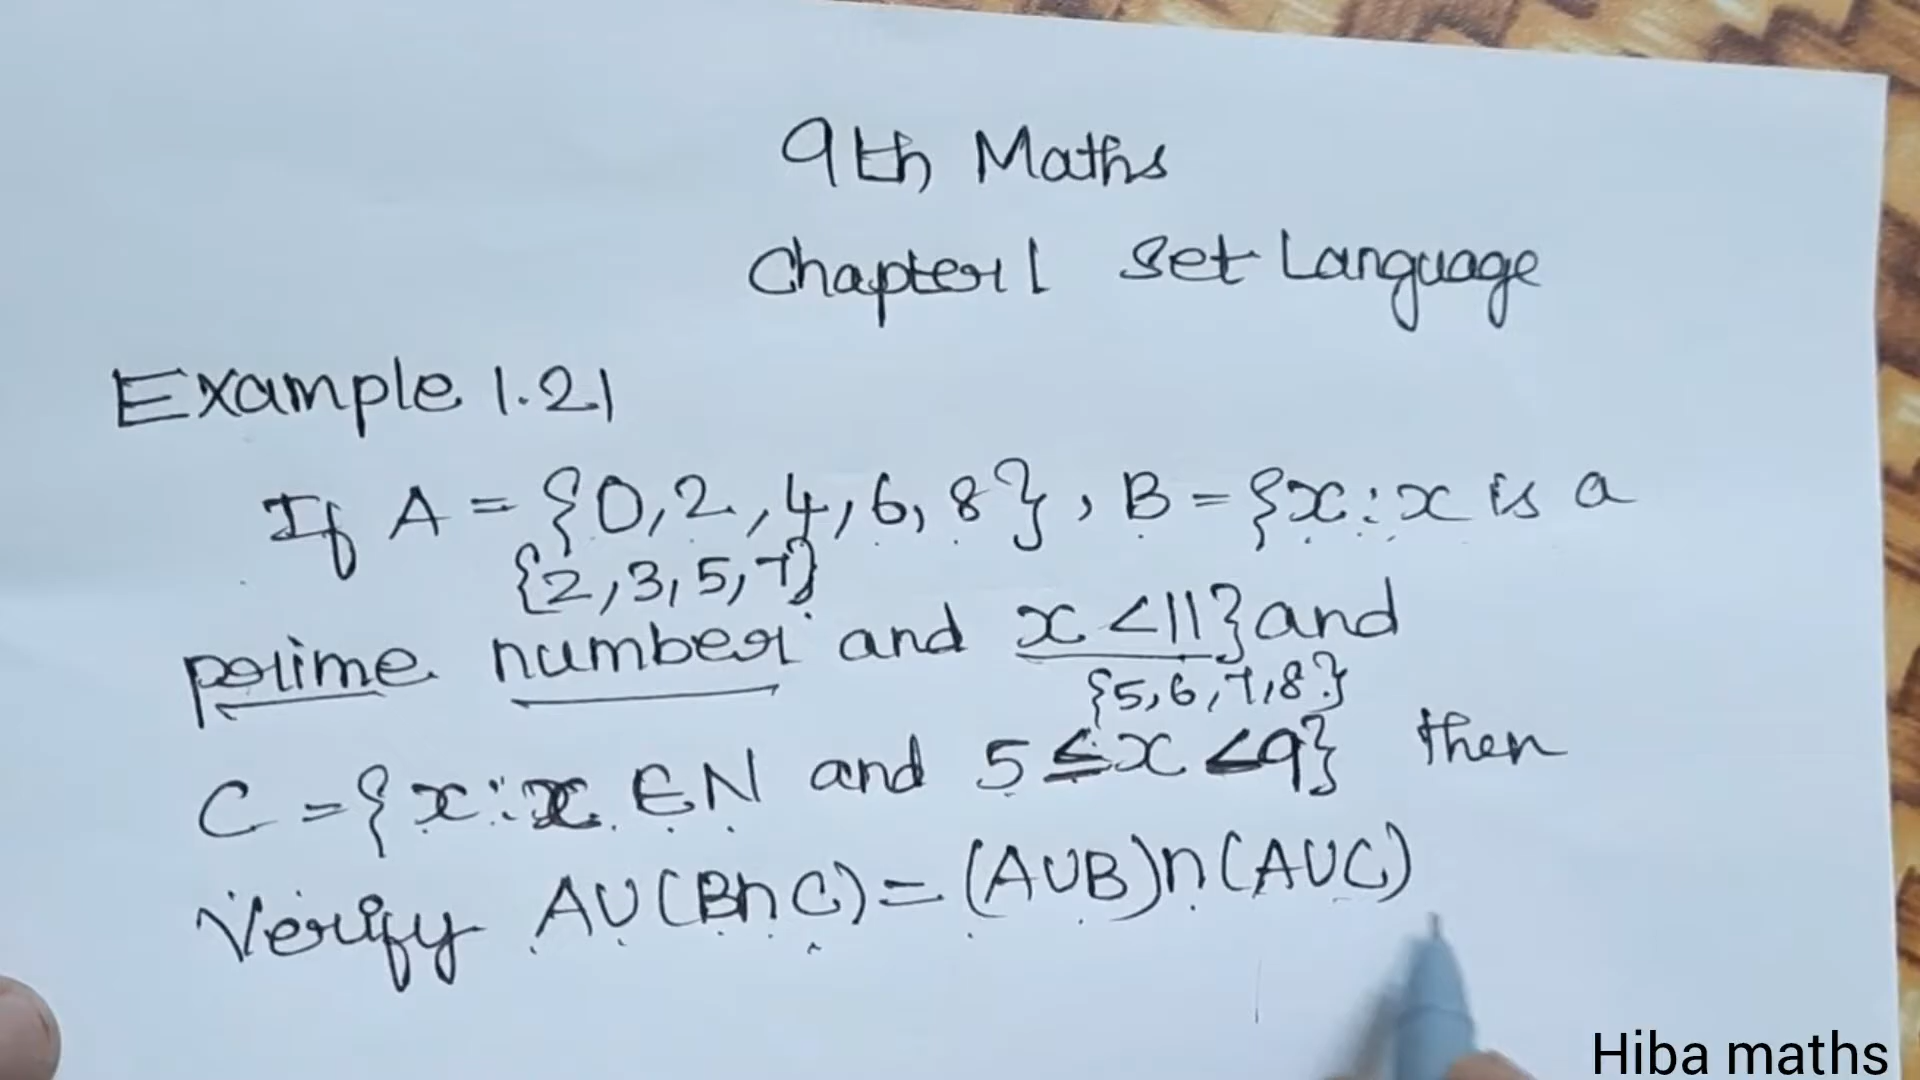 9th Maths
Chapter 1 Set Language
Example 1.21
If A = {0, 2, 4, 6, 8}, B = {x : x is a
{2, 3, 5, 7}
prime number and x < 11} and
{5, 6, 7, 8}
C = {x : x ∈ N and 5 ≤ x < 9} then
Verify A∪(B∩C) = (A∪B)∩(A∪C)
Hiba maths